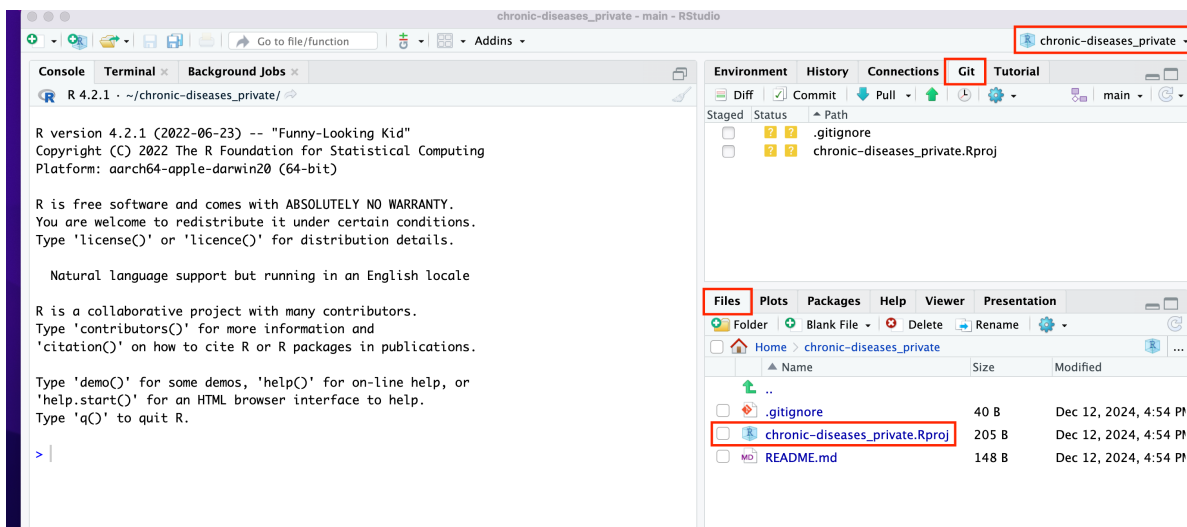 chronic-diseases_private - main - RStudio
Go to file/function
Addins
chronic-diseases_private
Console Terminal Background Jobs
R 4.2.1 · ~/chronic-diseases_private/
R version 4.2.1 (2022-06-23) -- "Funny-Looking Kid"
Copyright (C) 2022 The R Foundation for Statistical Computing
Platform: aarch64-apple-darwin20 (64-bit)
R is free software and comes with ABSOLUTELY NO WARRANTY.
You are welcome to redistribute it under certain conditions.
Type 'license()' or 'licence()' for distribution details.
Natural language support but running in an English locale
R is a collaborative project with many contributors.
Type 'contributors()' for more information and
'citation()' on how to cite R or R packages in publications.
Type 'demo()' for some demos, 'help()' for on-line help, or
'help.start()' for an HTML browser interface to help.
Type 'q()' to quit R.
>
Environment History Connections Git Tutorial
Diff Commit Pull main
Staged Status Path
? ? .gitignore
? ? chronic-diseases_private.Rproj
Files Plots Packages Help Viewer Presentation
Folder Blank File Delete Rename
Home > chronic-diseases_private ...
Name Size Modified
..
.gitignore 40 B Dec 12, 2024, 4:54 PM
chronic-diseases_private.Rproj 205 B Dec 12, 2024, 4:54 PM
MD README.md 148 B Dec 12, 2024, 4:54 PM